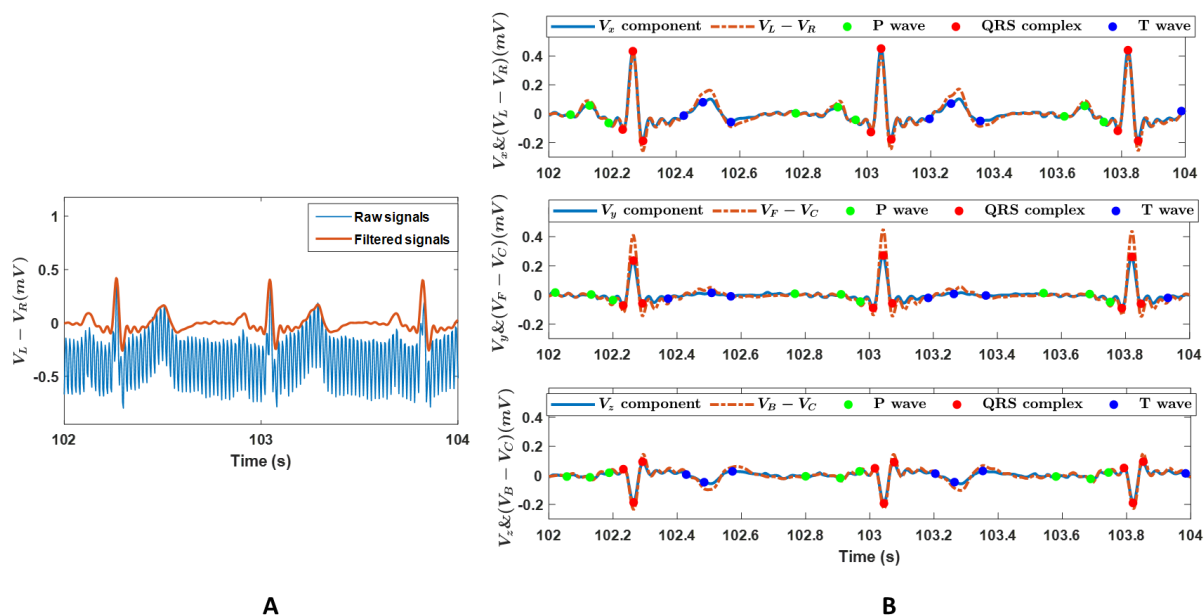 1
0.5
0
-0.5
V_L − V_R(mV)
Raw signals
Filtered signals
102
103
104
Time (s)
A
V_x component
V_L − V_R
P wave
QRS complex
T wave
V_x&(V_L − V_R)(mV)
0.4
0.2
0
-0.2
102
102.2
102.4
102.6
102.8
103
103.2
103.4
103.6
103.8
104
V_y component
V_F − V_C
P wave
QRS complex
T wave
V_y&(V_F − V_C)(mV)
0.4
0.2
0
-0.2
102
102.2
102.4
102.6
102.8
103
103.2
103.4
103.6
103.8
104
V_z component
V_B − V_C
P wave
QRS complex
T wave
V_z&(V_B − V_C)(mV)
0.4
0.2
0
-0.2
102
102.2
102.4
102.6
102.8
103
103.2
103.4
103.6
103.8
104
Time (s)
B